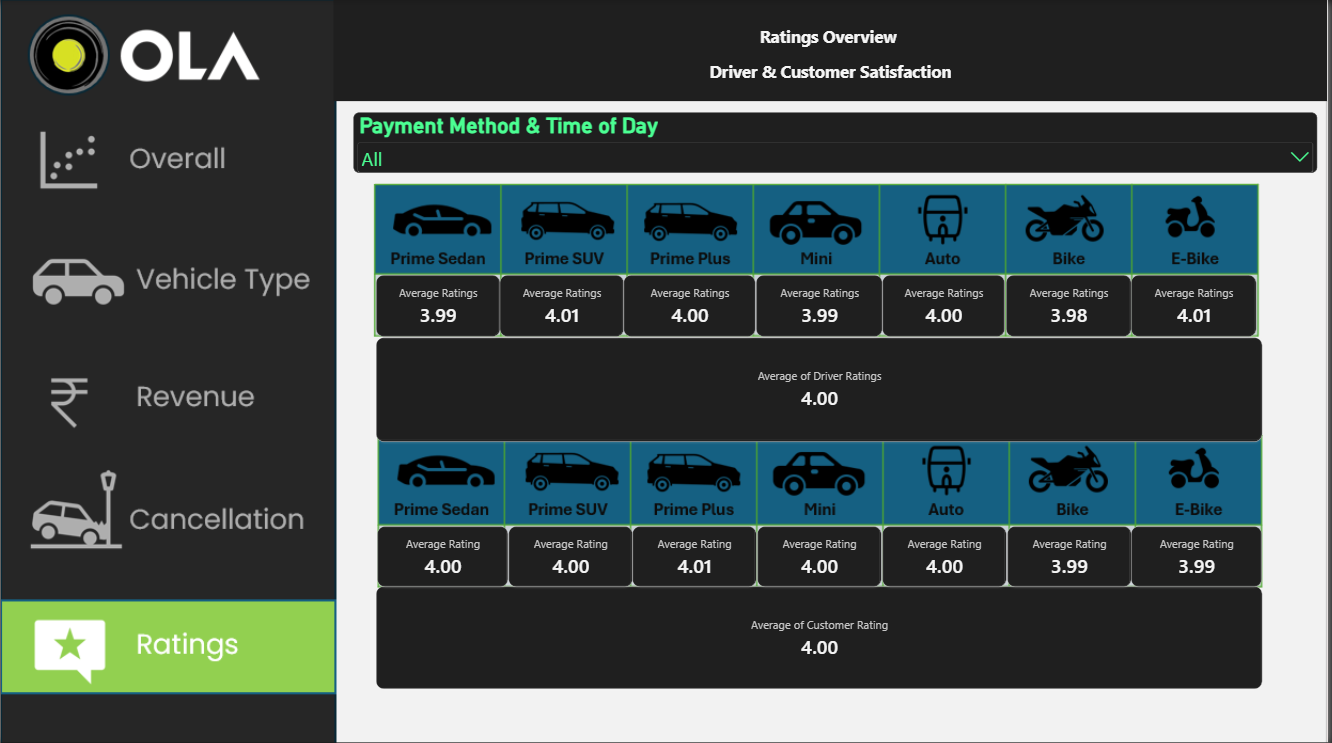 OLA
Overall
Vehicle Type
Revenue
Cancellation
Ratings
Ratings Overview
Driver & Customer Satisfaction
Payment Method & Time of Day
All
Prime Sedan Prime SUV Prime Plus Mini Auto Bike E-Bike
Average Ratings Average Ratings Average Ratings Average Ratings Average Ratings Average Ratings Average Ratings
3.99 4.01 4.00 3.99 4.00 3.98 4.01
Average of Driver Ratings
4.00
Prime Sedan Prime SUV Prime Plus Mini Auto Bike E-Bike
Average Rating Average Rating Average Rating Average Rating Average Rating Average Rating Average Rating
4.00 4.00 4.01 4.00 4.00 3.99 3.99
Average of Customer Rating
4.00